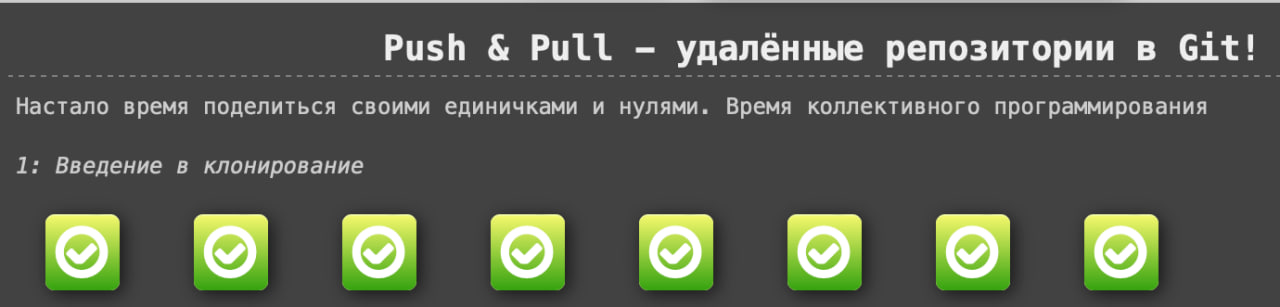 Push & Pull – удалённые репозитории в Git!
Настало время поделиться своими единичками и нулями. Время коллективного программирования
1: Введение в клонирование